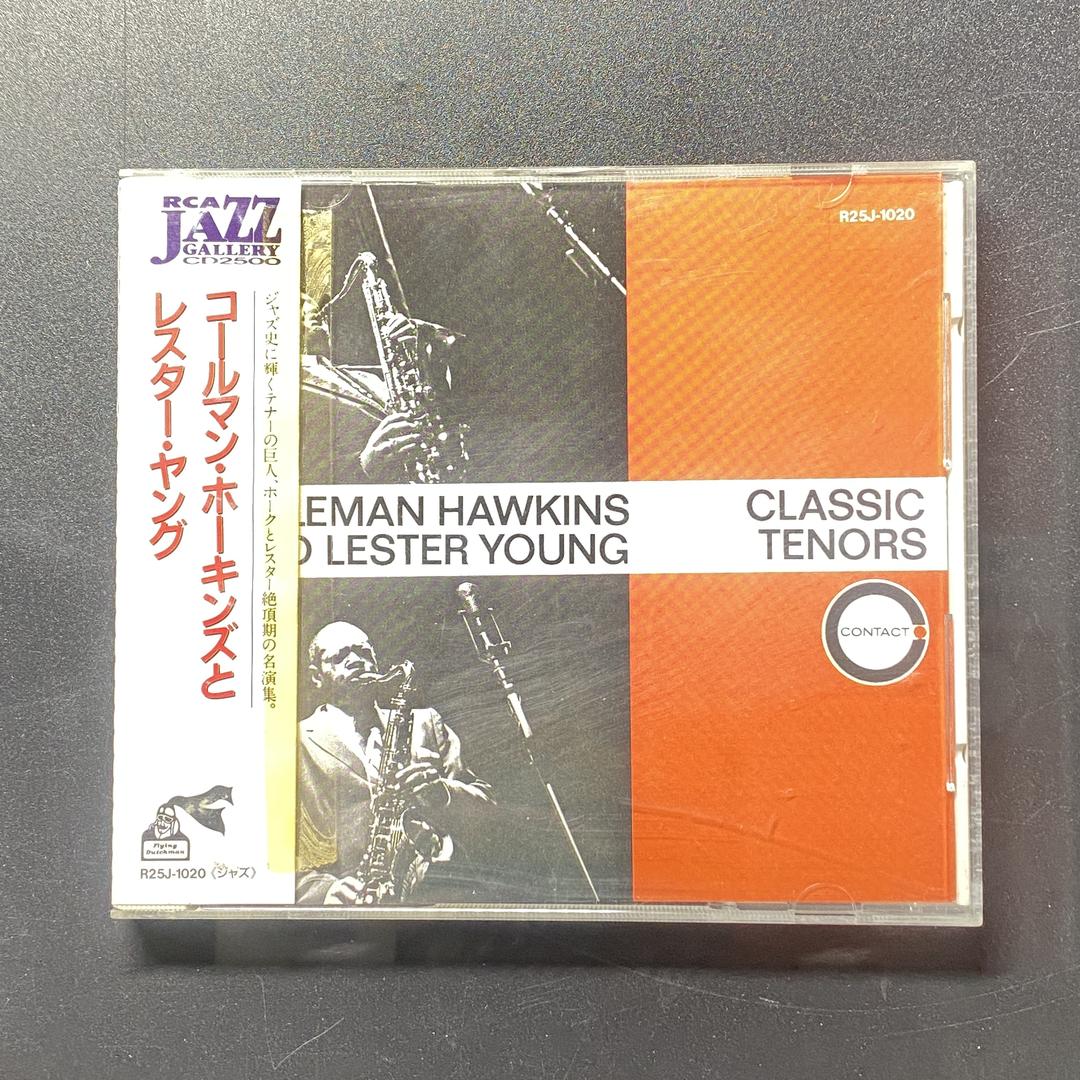 RCA
JAZZ
GALLERY
CD2500
コールマン・ホーキンズと
レスター・ヤング
ジャズ史に輝くテナーの巨人、ホークとレスター絶頂期の名演集。
Flying
Dutchman
R25J-1020《ジャズ》
R25J-1020
LEMAN HAWKINS
D LESTER YOUNG
CLASSIC
TENORS
CONTACT